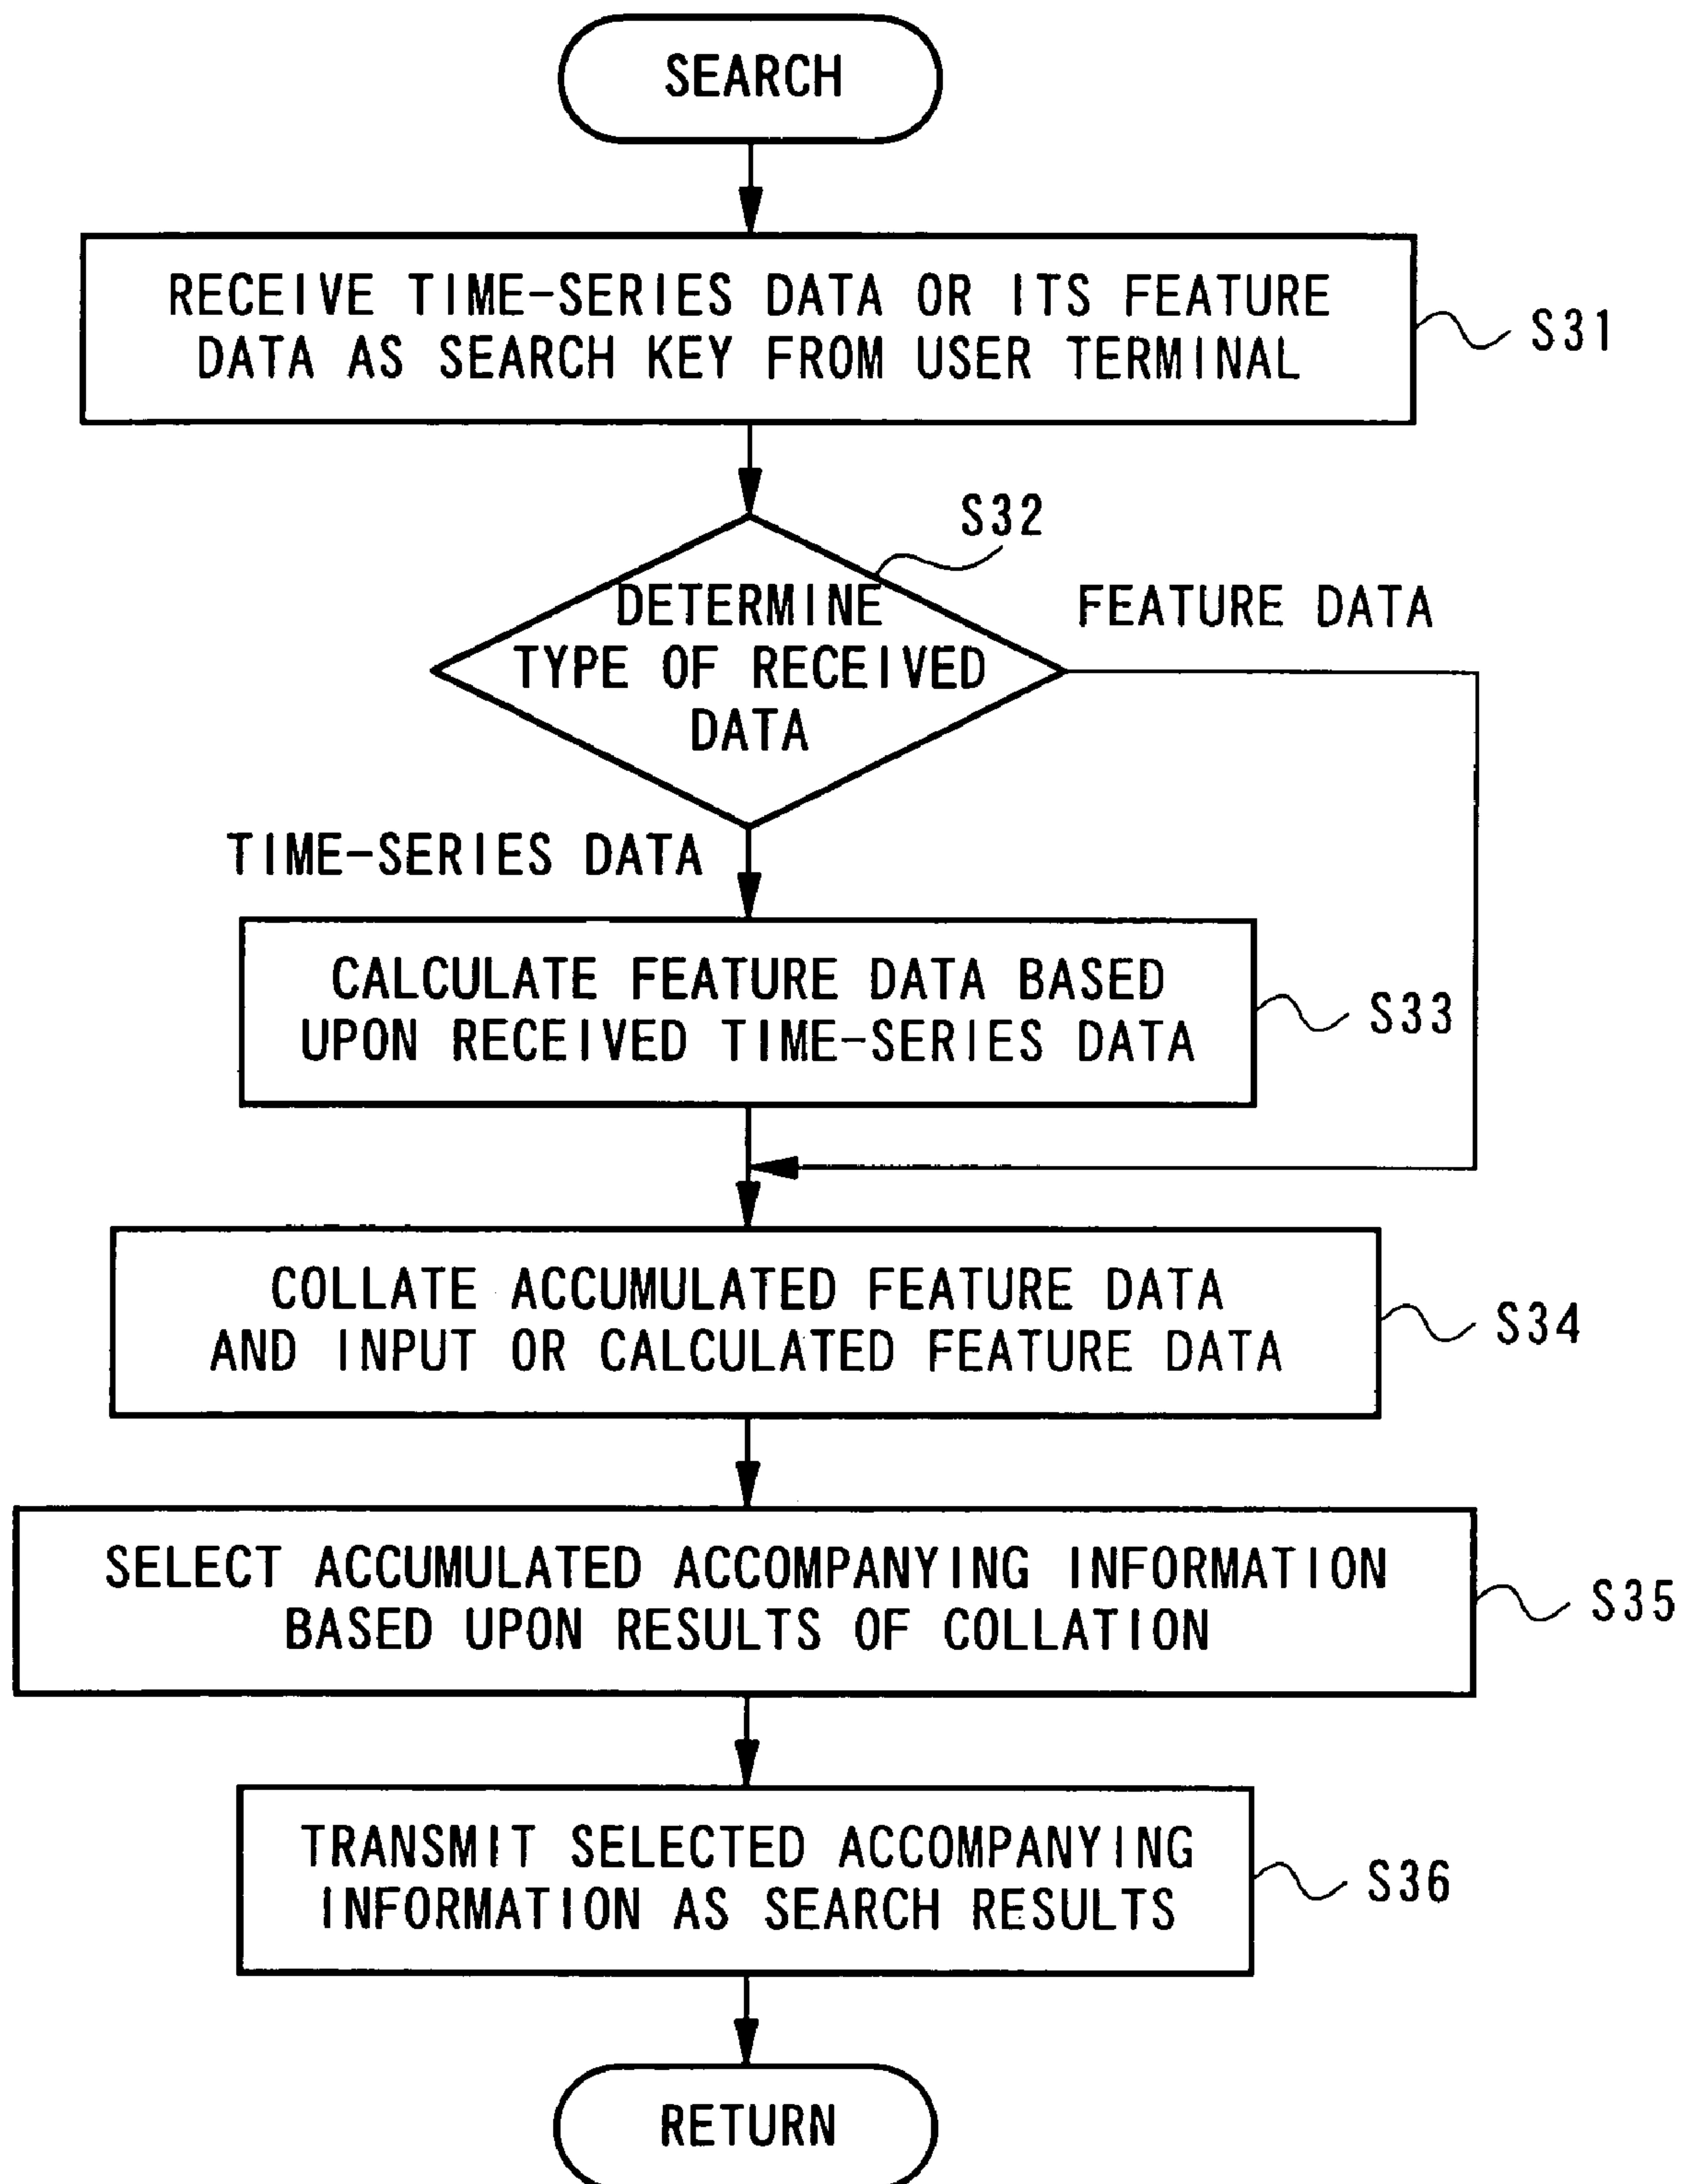 SEARCH
RECEIVE TIME-SERIES DATA OR ITS FEATURE
DATA AS SEARCH KEY FROM USER TERMINAL
S31
S32
DETERMINE
TYPE OF RECEIVED
DATA
FEATURE DATA
TIME-SERIES DATA
CALCULATE FEATURE DATA BASED
UPON RECEIVED TIME-SERIES DATA
S33
COLLATE ACCUMULATED FEATURE DATA
AND INPUT OR CALCULATED FEATURE DATA
S34
SELECT ACCUMULATED ACCOMPANYING INFORMATION
BASED UPON RESULTS OF COLLATION
S35
TRANSMIT SELECTED ACCOMPANYING
INFORMATION AS SEARCH RESULTS
S36
RETURN